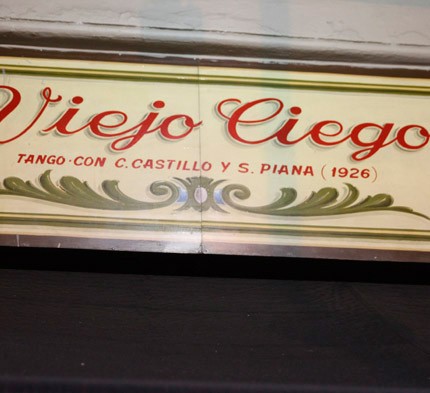 Viejo Ciego
TANGO·CON C. CASTILLO Y S. PIANA (1926)